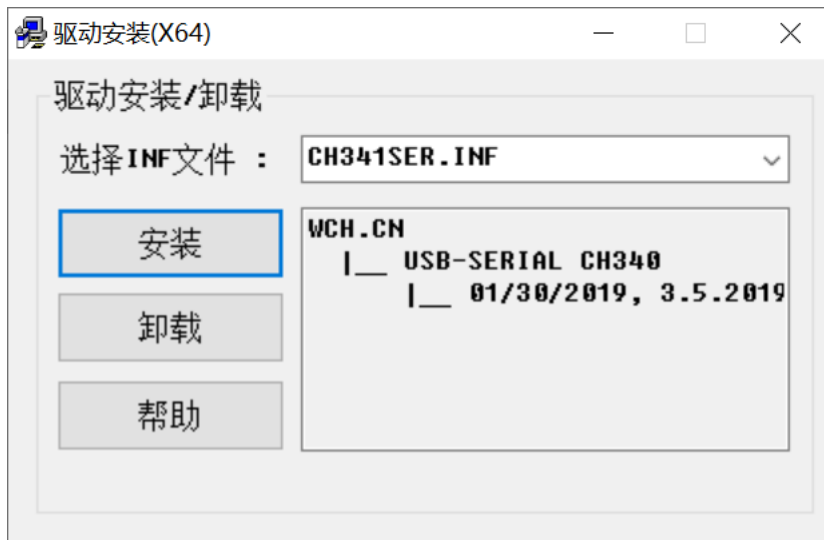 驱动安装(X64)
驱动安装/卸载
选择INF文件 :
CH341SER.INF
安装
卸载
帮助
WCH.CN
|__ USB-SERIAL CH340
|__ 01/30/2019, 3.5.2019